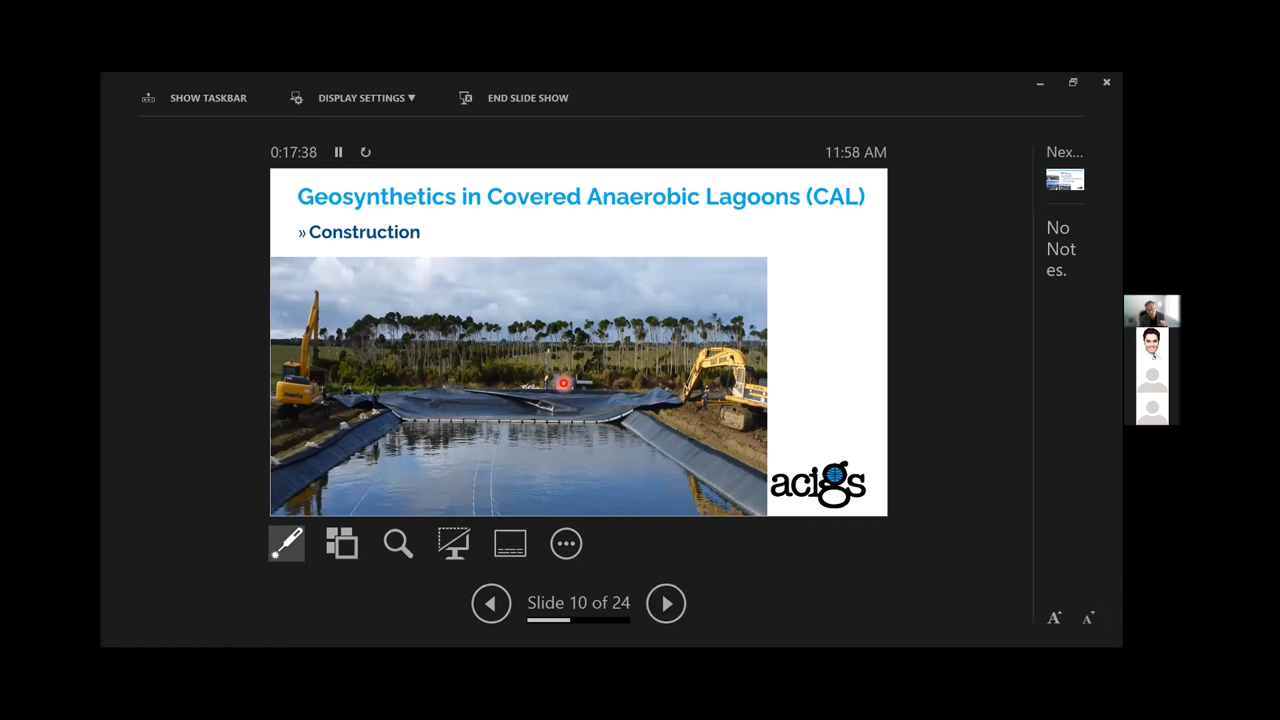 SHOW TASKBAR
DISPLAY SETTINGS ▼
END SLIDE SHOW
0:17:38
11:58 AM
Nex...
Geosynthetics in Covered Anaerobic Lagoons (CAL)
» Construction
No
Not
es.
acigs
Slide 10 of 24
A A